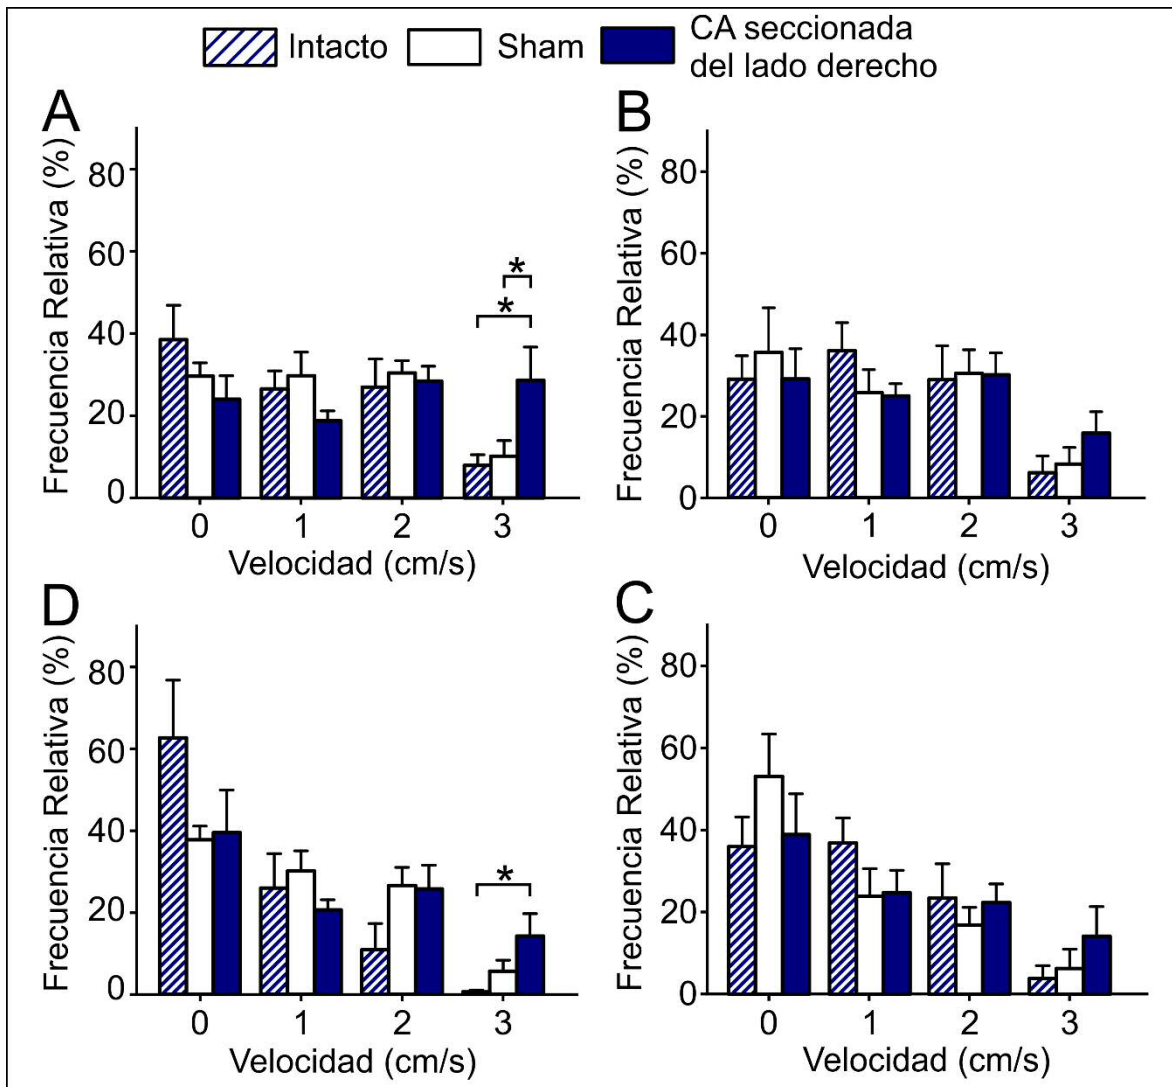 Intacto
Sham
CA seccionada
del lado derecho
A
Frecuencia Relativa (%)
80
60
40
20
0
*
*
0 1 2 3
Velocidad (cm/s)
B
Frecuencia Relativa (%)
80
60
40
20
0
0 1 2 3
Velocidad (cm/s)
D
Frecuencia Relativa (%)
80
60
40
20
0
*
0 1 2 3
Velocidad (cm/s)
C
Frecuencia Relativa (%)
80
60
40
20
0
0 1 2 3
Velocidad (cm/s)